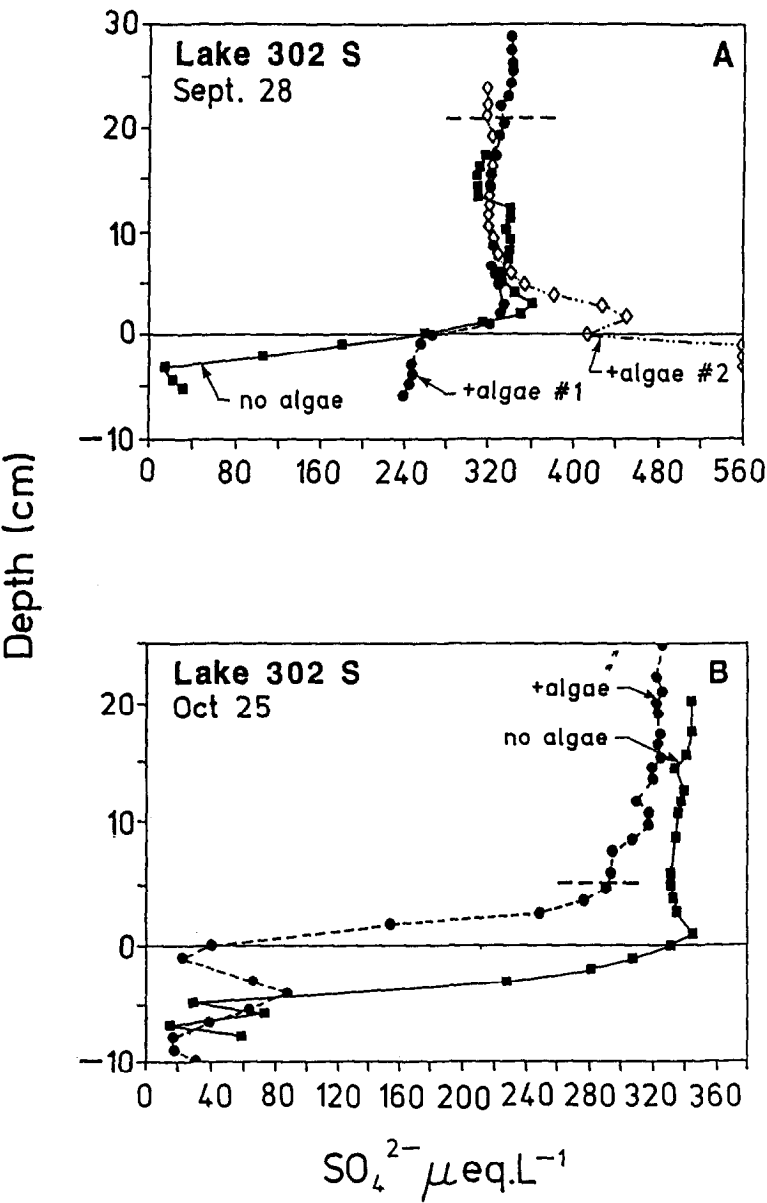 30
Lake 302 S
A
Sept. 28
20
10
0
no algae
+algae #1
+algae #2
−10
0 80 160 240 320 400 480 560
Depth (cm)
Lake 302 S
B
Oct 25
+algae
no algae
20
10
0
−10
0 40 80 120 160 200 240 280 320 360
SO₄²⁻ µeq.L⁻¹